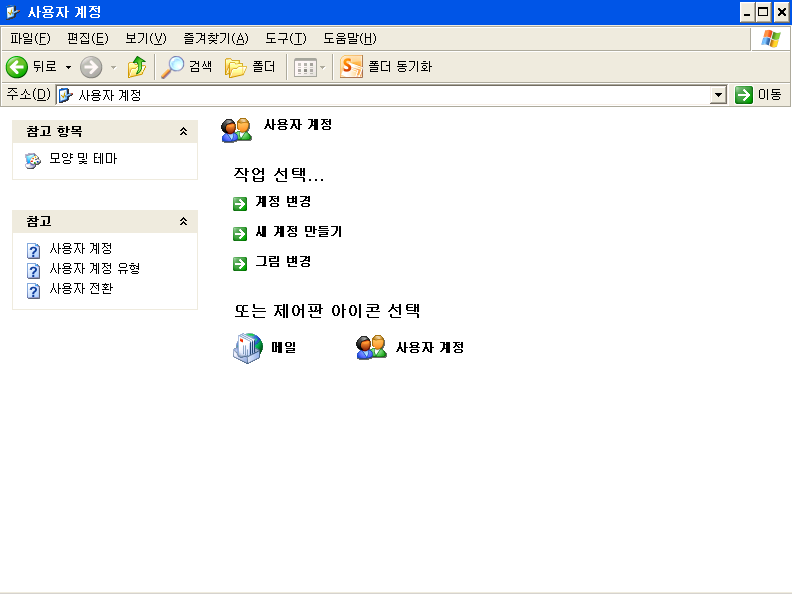 사용자 계정
파일(F) 편집(E) 보기(V) 즐겨찾기(A) 도구(T) 도움말(H)
뒤로 검색 폴더 S 폴더 동기화
주소(D) 사용자 계정 이동
참고 항목
모양 및 테마
참고
사용자 계정
사용자 계정 유형
사용자 전환
사용자 계정
작업 선택...
계정 변경
새 계정 만들기
그림 변경
또는 제어판 아이콘 선택
메일 사용자 계정